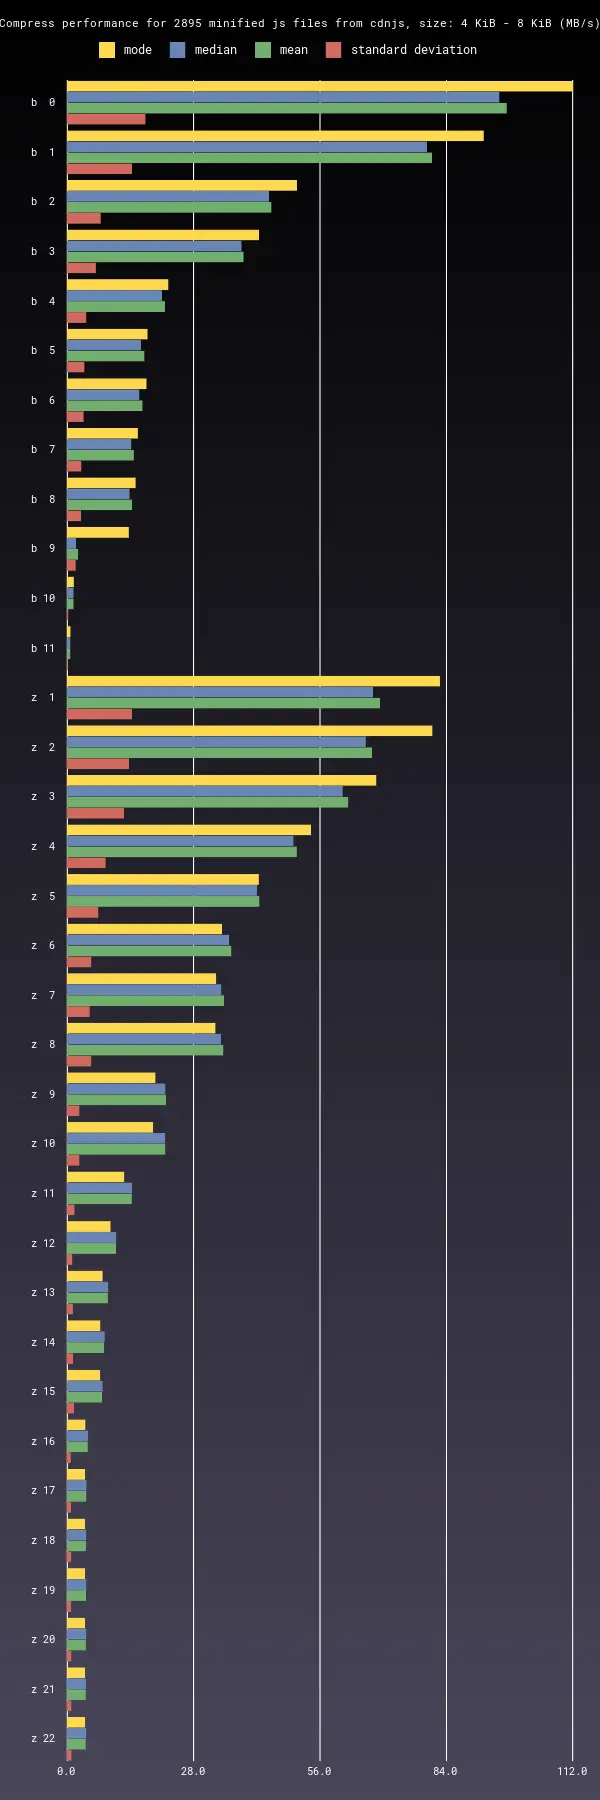 Compress performance for 2895 minified js files from cdnjs, size: 4 KiB - 8 KiB (MB/s)
mode median mean standard deviation
b 0
b 1
b 2
b 3
b 4
b 5
b 6
b 7
b 8
b 9
b 10
b 11
z 1
z 2
z 3
z 4
z 5
z 6
z 7
z 8
z 9
z 10
z 11
z 12
z 13
z 14
z 15
z 16
z 17
z 18
z 19
z 20
z 21
z 22
0.0 28.0 56.0 84.0 112.0